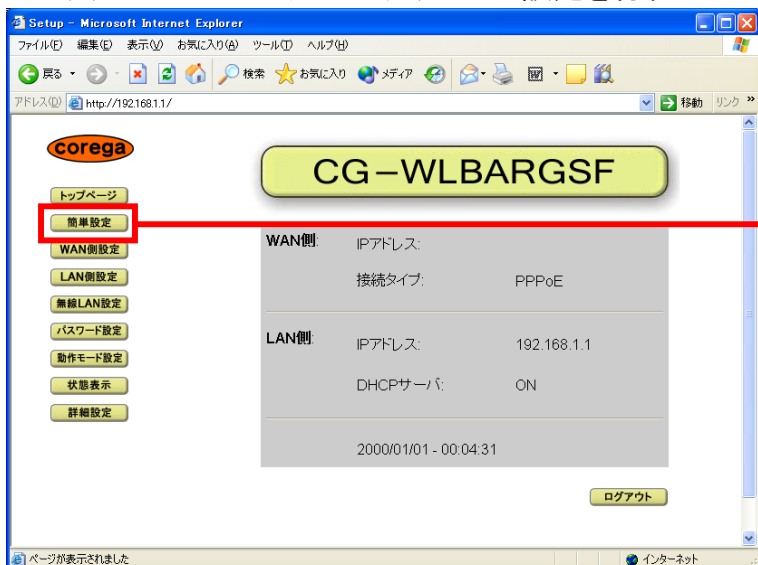 Setup - Microsoft Internet Explorer
ファイル(F) 編集(E) 表示(V) お気に入り(A) ツール(T) ヘルプ(H)
戻る 検索 お気に入り メディア
アドレス(D) http://192.168.1.1/ 移動 リンク »
corega
CG-WLBARGSF
トップページ
簡単設定
WAN側設定
LAN側設定
無線LAN設定
パスワード設定
動作モード設定
状態表示
詳細設定
WAN側: IPアドレス:
接続タイプ: PPPoE
LAN側: IPアドレス: 192.168.1.1
DHCPサーバ: ON
2000/01/01 - 00:04:31
ログアウト
ページが表示されました インターネット